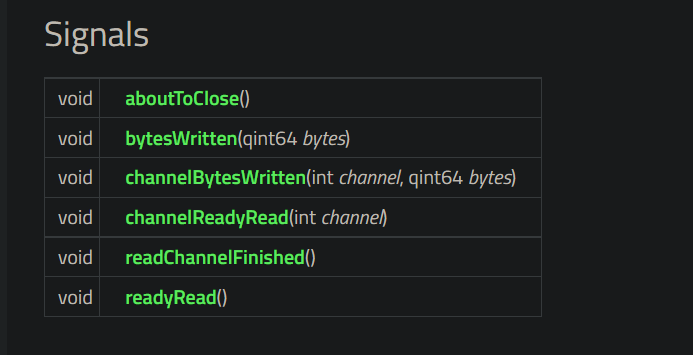 Signals
void aboutToClose()
void bytesWritten(qint64 bytes)
void channelBytesWritten(int channel, qint64 bytes)
void channelReadyRead(int channel)
void readChannelFinished()
void readyRead()